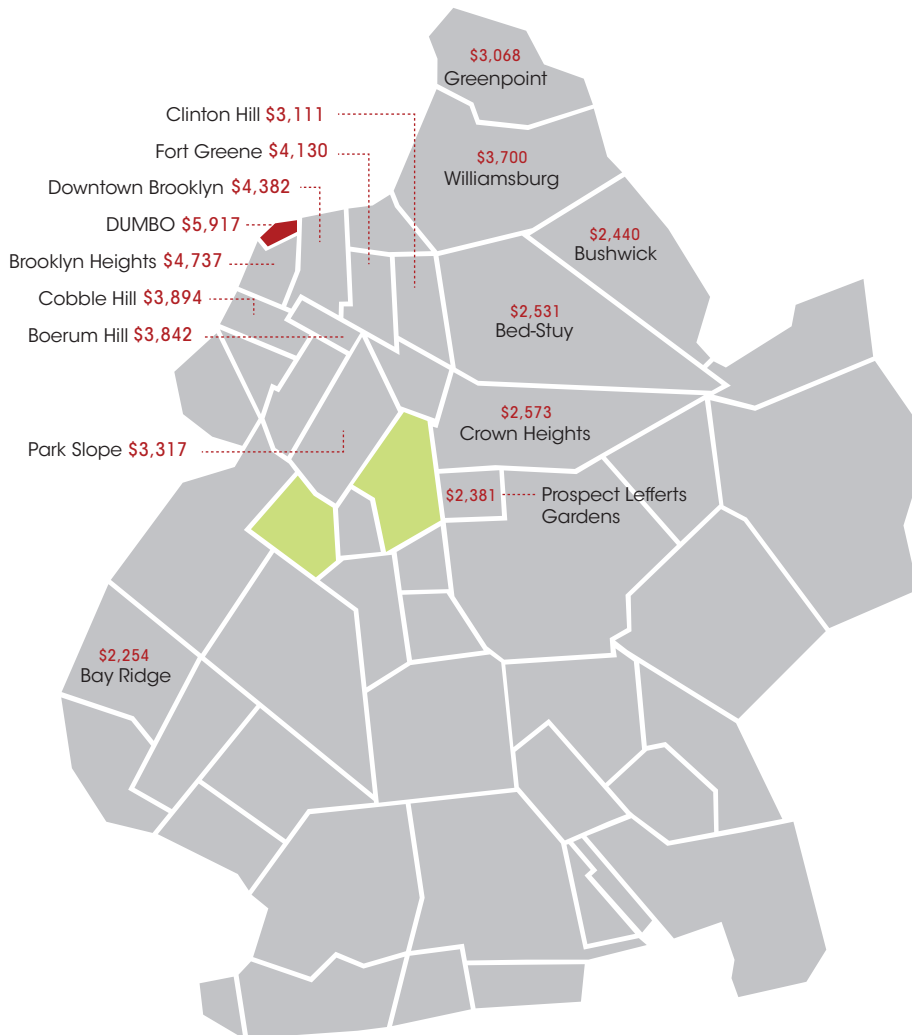 $3,068
Greenpoint
Clinton Hill $3,111
Fort Greene $4,130
$3,700
Williamsburg
Downtown Brooklyn $4,382
DUMBO $5,917
$2,440
Bushwick
Brooklyn Heights $4,737
Cobble Hill $3,894
$2,531
Bed-Stuy
Boerum Hill $3,842
$2,573
Crown Heights
Park Slope $3,317
$2,381 Prospect Lefferts
Gardens
$2,254
Bay Ridge